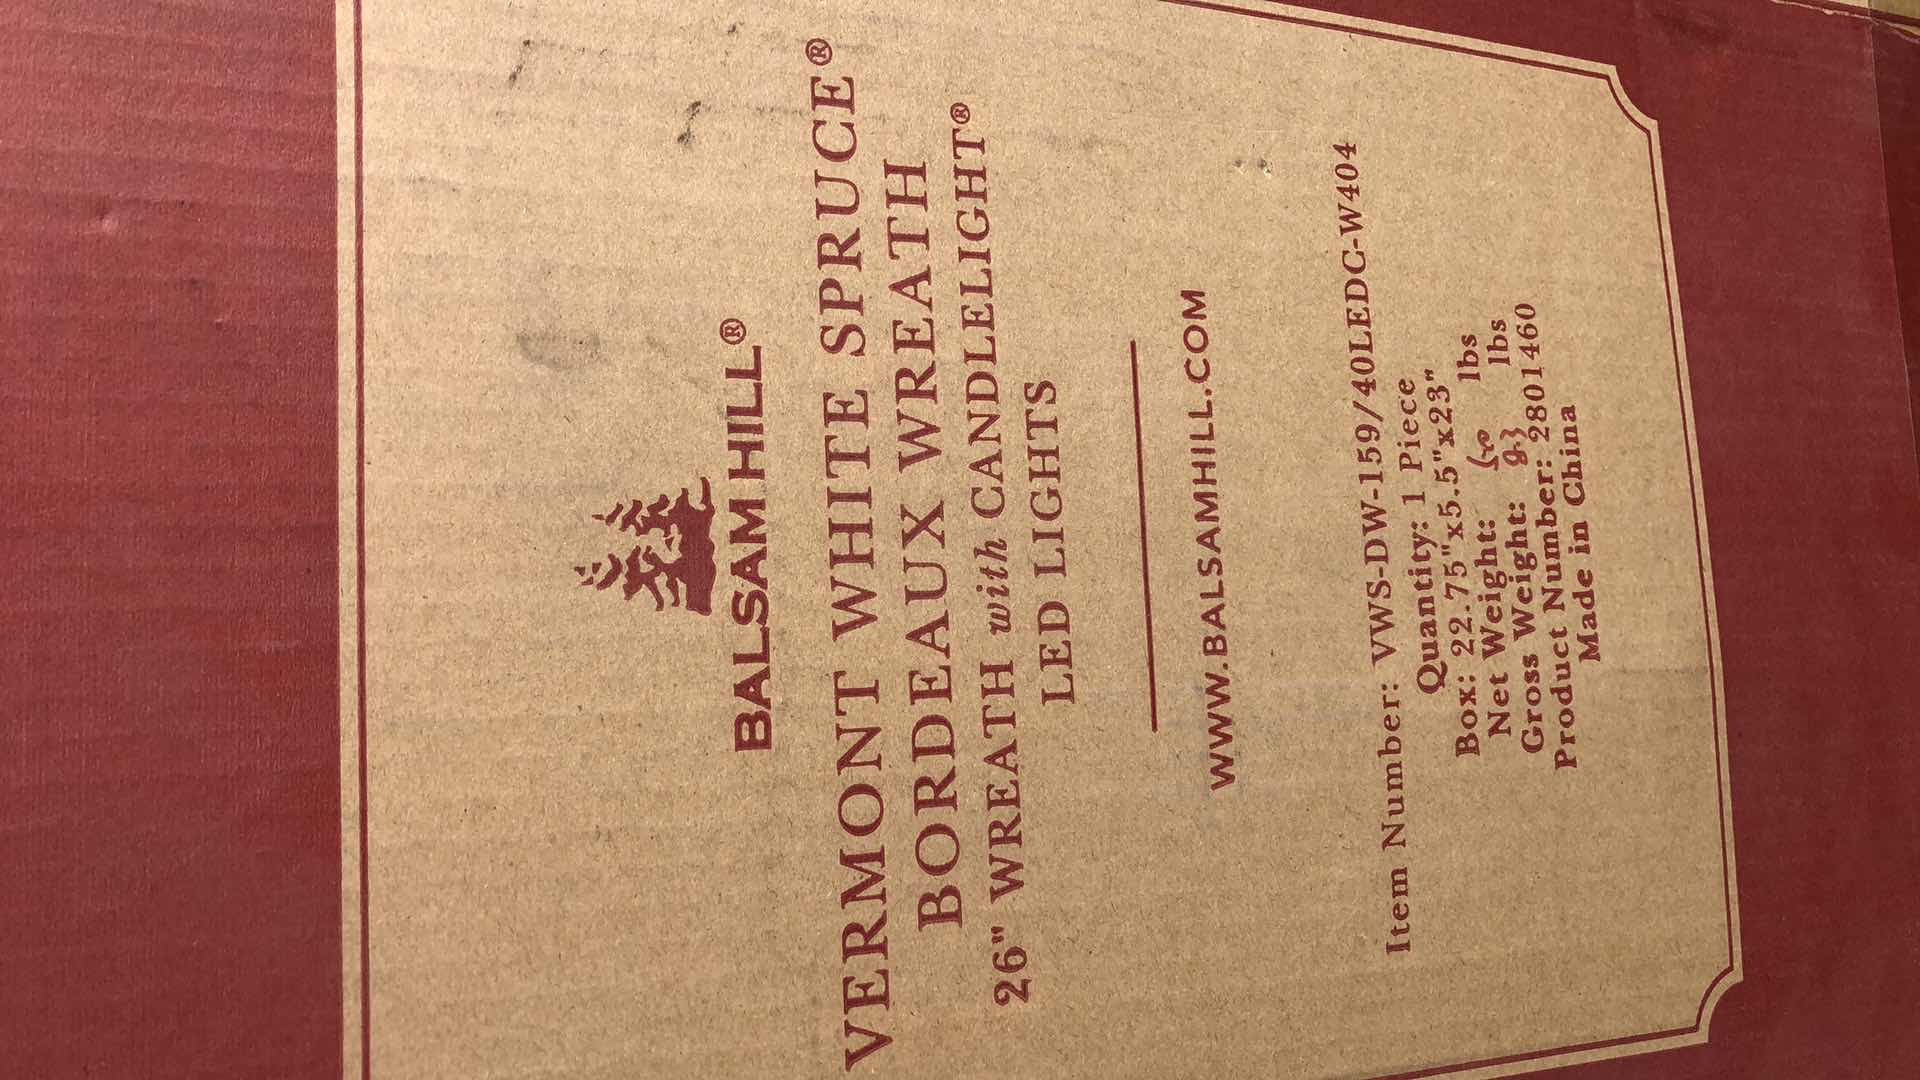 BALSAM HILL®
VERMONT WHITE SPRUCE®
BORDEAUX WREATH
26" WREATH with CANDLELIGHT®
LED LIGHTS
WWW.BALSAMHILL.COM
Item Number: VWS-DW-159/40LEDC-W404
Quantity: 1 Piece
Box: 22.75"x5.5"x23"
Net Weight: lbs
Gross Weight: lbs
Product Number: 2801460
Made in China